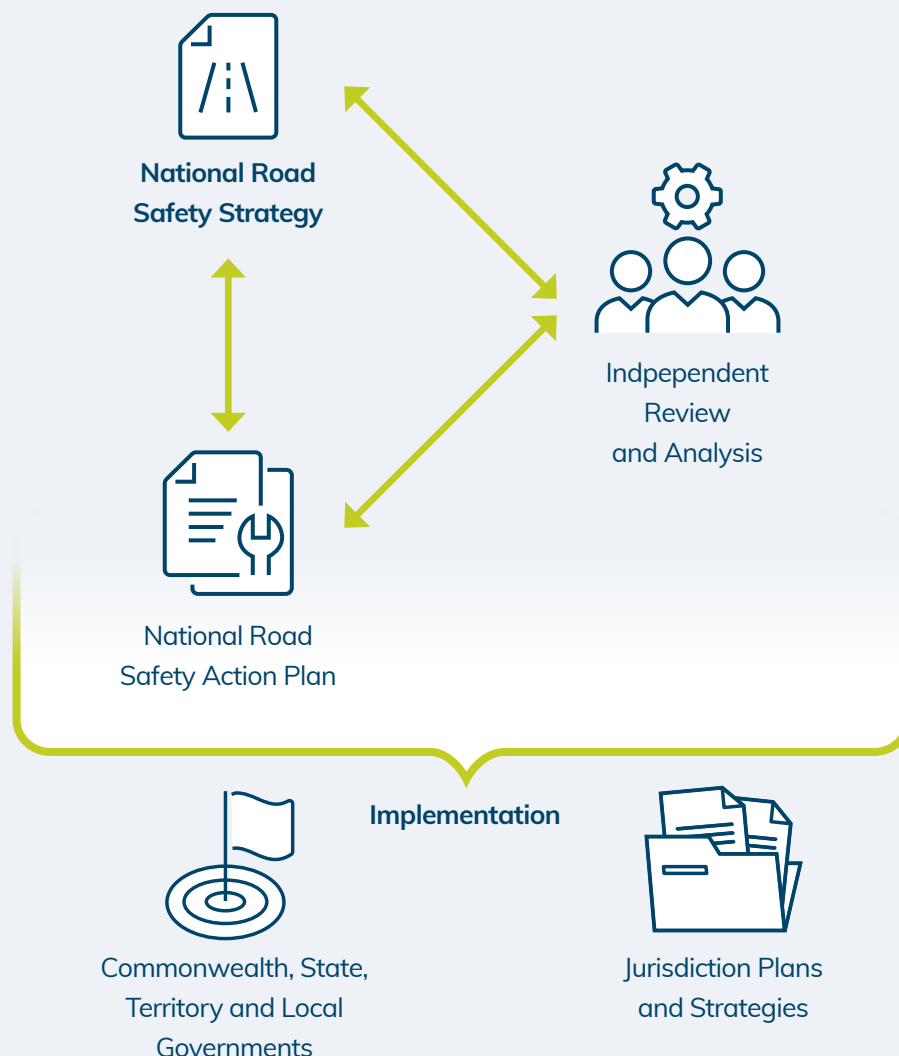 National Road
Safety Strategy
Indpependent
Review
and Analysis
National Road
Safety Action Plan
Implementation
Commonwealth, State,
Territory and Local
Governments
Jurisdiction Plans
and Strategies